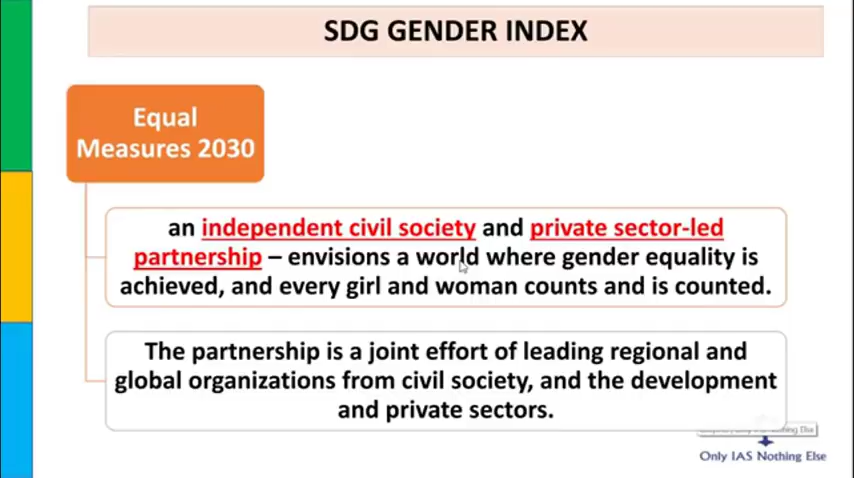 SDG GENDER INDEX
Equal
Measures 2030
an independent civil society and private sector-led
partnership – envisions a world where gender equality is
achieved, and every girl and woman counts and is counted.
The partnership is a joint effort of leading regional and
global organizations from civil society, and the development
and private sectors.
Only IAS Nothing Else